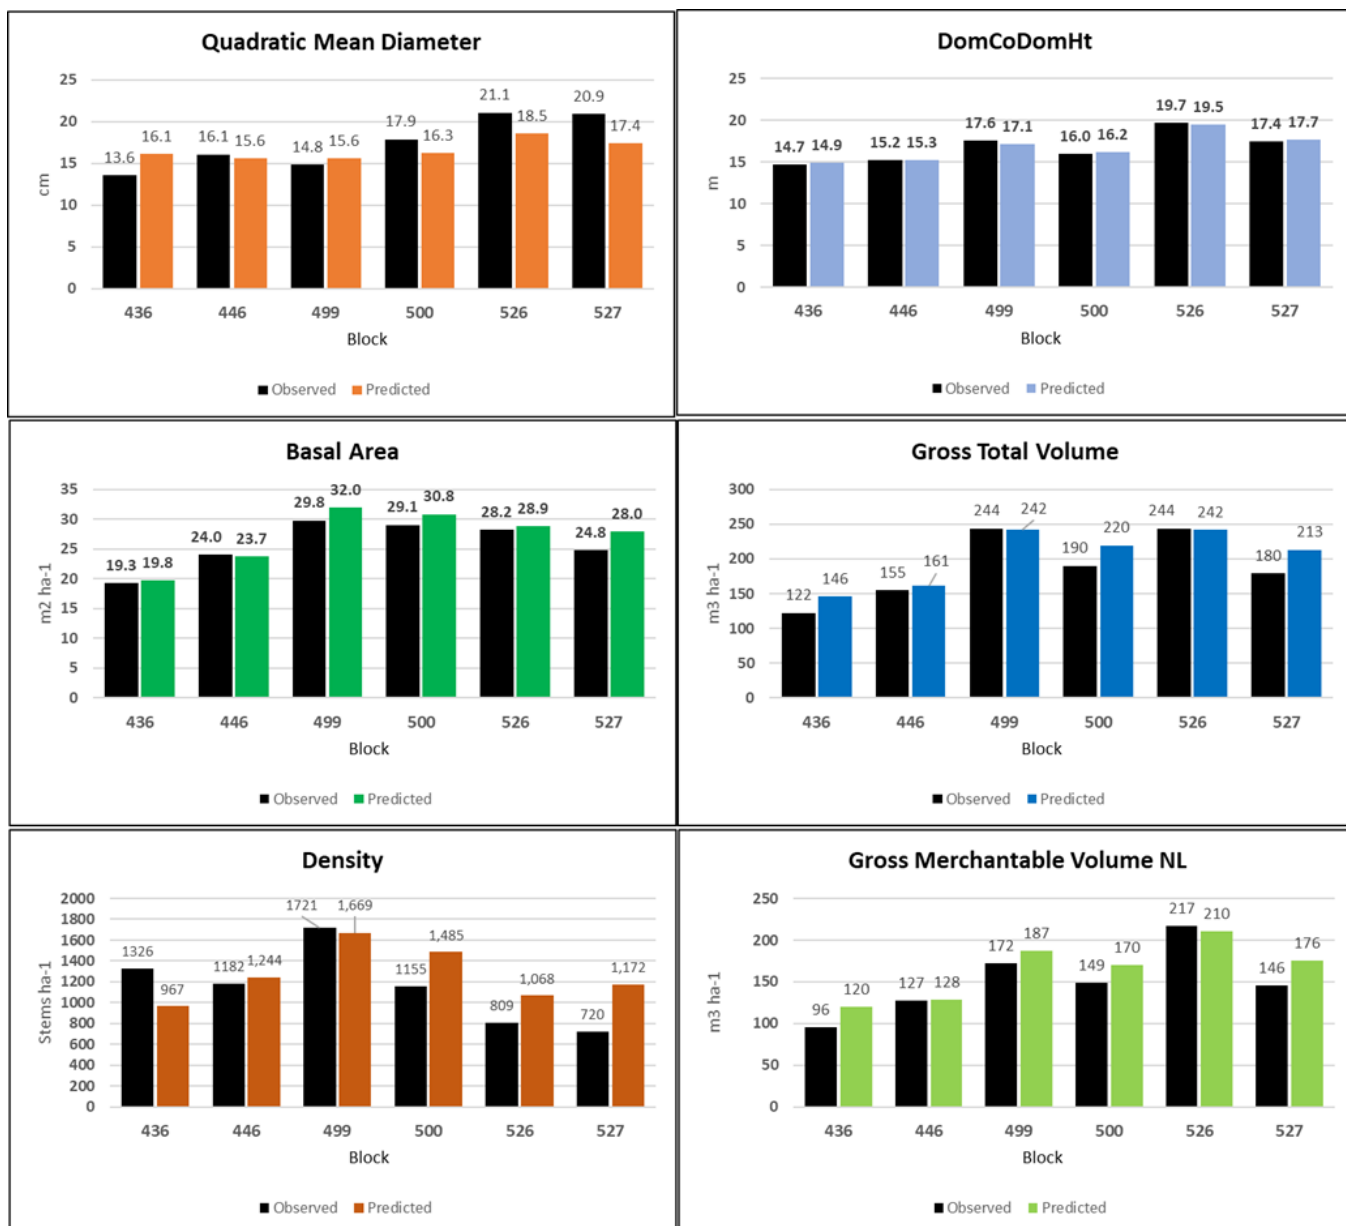 Quadratic Mean Diameter
25
20
15
10
5
0
cm
13.6 16.1 16.1 15.6 14.8 15.6 17.9 16.3 21.1 18.5 20.9 17.4
436 446 499 500 526 527
Block
Observed Predicted
DomCoDomHt
25
20
15
10
5
0
m
14.7 14.9 15.2 15.3 17.6 17.1 16.0 16.2 19.7 19.5 17.4 17.7
436 446 499 500 526 527
Block
Observed Predicted
Basal Area
35
30
25
20
15
10
5
0
m2 ha-1
19.3 19.8 24.0 23.7 29.8 32.0 29.1 30.8 28.2 28.9 24.8 28.0
436 446 499 500 526 527
Block
Observed Predicted
Gross Total Volume
300
250
200
150
100
50
0
m3 ha-1
122 146 155 161 244 242 190 220 244 242 180 213
436 446 499 500 526 527
Block
Observed Predicted
Density
2000
1800
1600
1400
1200
1000
800
600
400
200
0
Stems ha-1
1326 967 1182 1,244 1721 1,669 1155 1,485 809 1,068 720 1,172
436 446 499 500 526 527
Block
Observed Predicted
Gross Merchantable Volume NL
250
200
150
100
50
0
m3 ha-1
96 120 127 128 172 187 149 170 217 210 146 176
436 446 499 500 526 527
Block
Observed Predicted